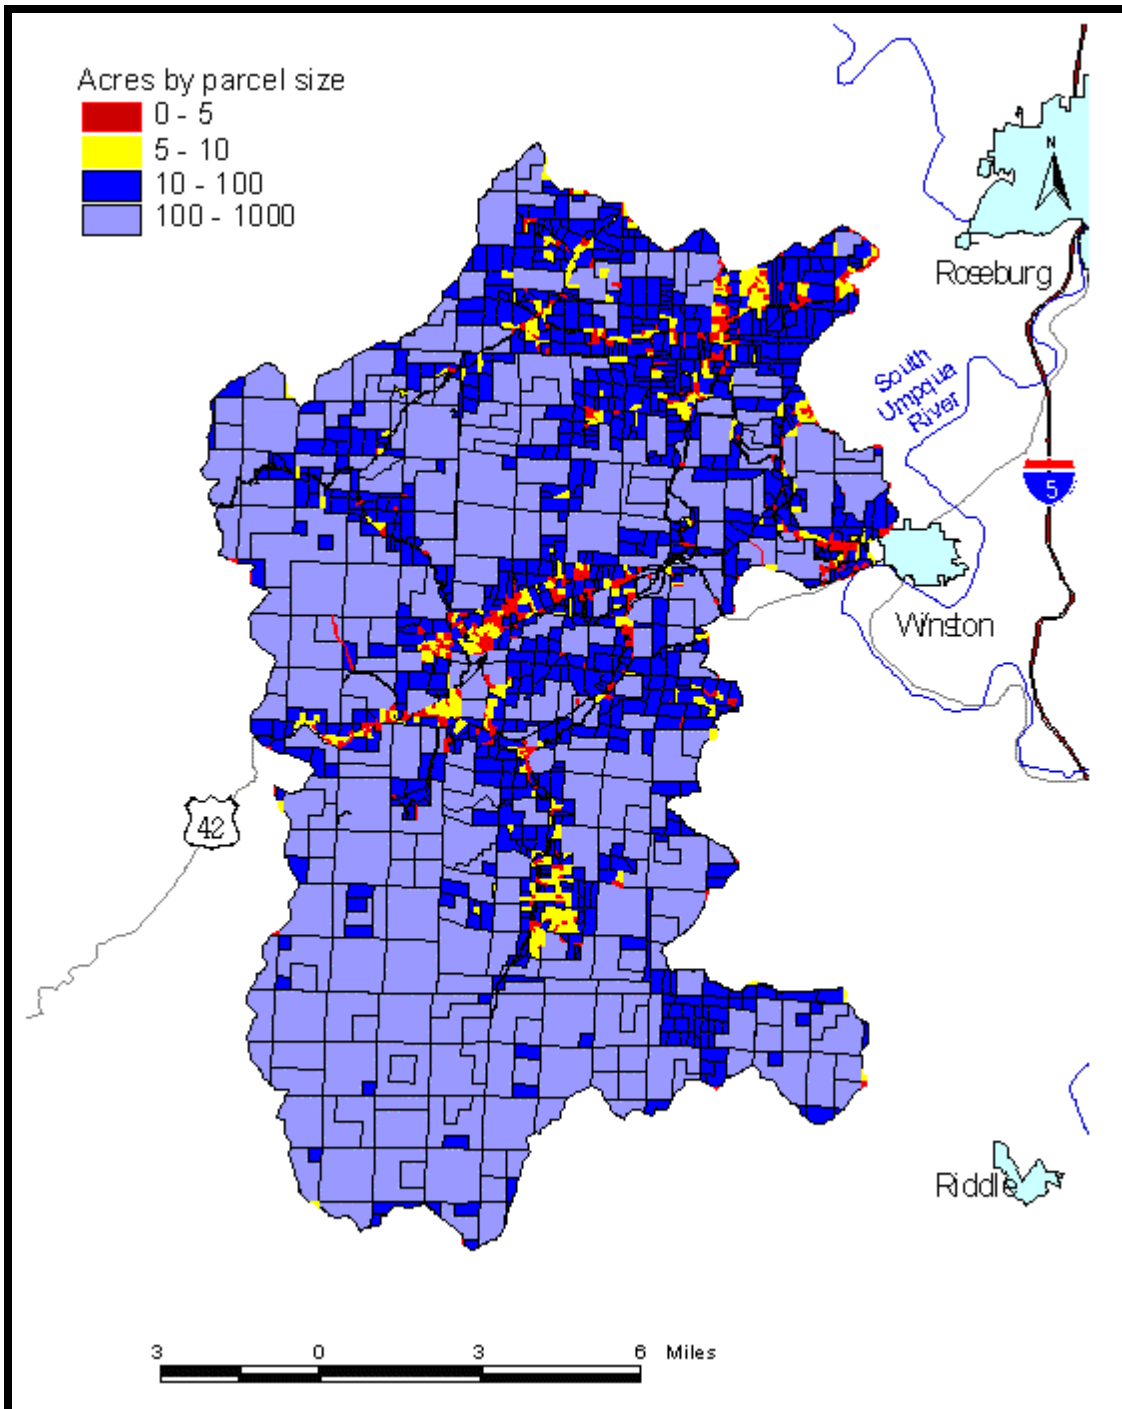 Acres by parcel size
0 - 5
5 - 10
10 - 100
100 - 1000
N
Roseburg
South
Umpqua
River
5
Winston
42
Riddle
3 0 3 6 Miles